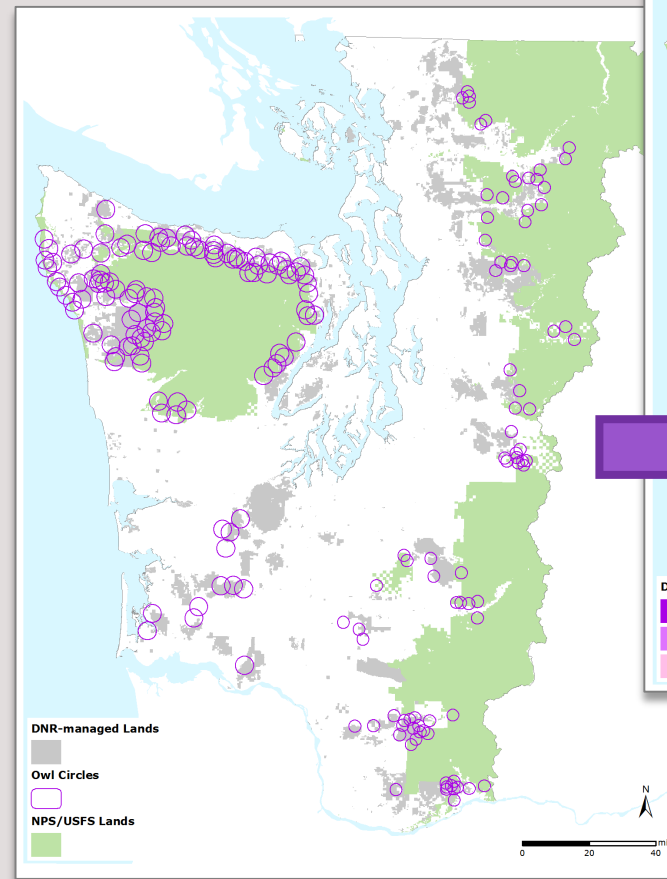 DNR-managed Lands
Owl Circles
NPS/USFS Lands
D
N
0 20 40